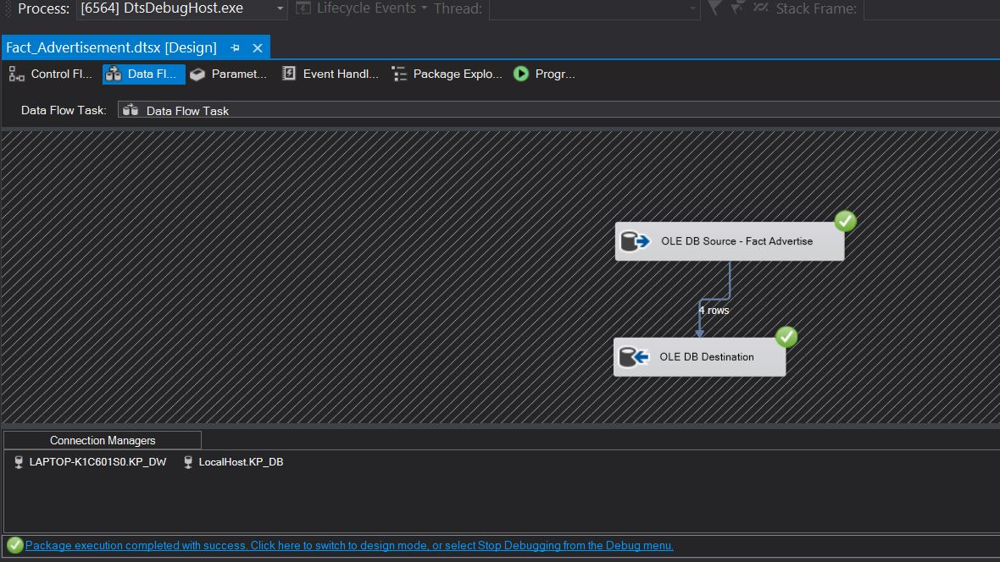 Process: [6564] DtsDebugHost.exe Lifecycle Events Thread: Stack Frame:
Fact_Advertisement.dtsx [Design]
Control Fl... Data Fl... Paramet... Event Handl... Package Explo... Progr...
Data Flow Task: Data Flow Task
OLE DB Source - Fact Advertise
4 rows
OLE DB Destination
Connection Managers
LAPTOP-K1C601S0.KP_DW LocalHost.KP_DB
Package execution completed with success. Click here to switch to design mode, or select Stop Debugging from the Debug menu.